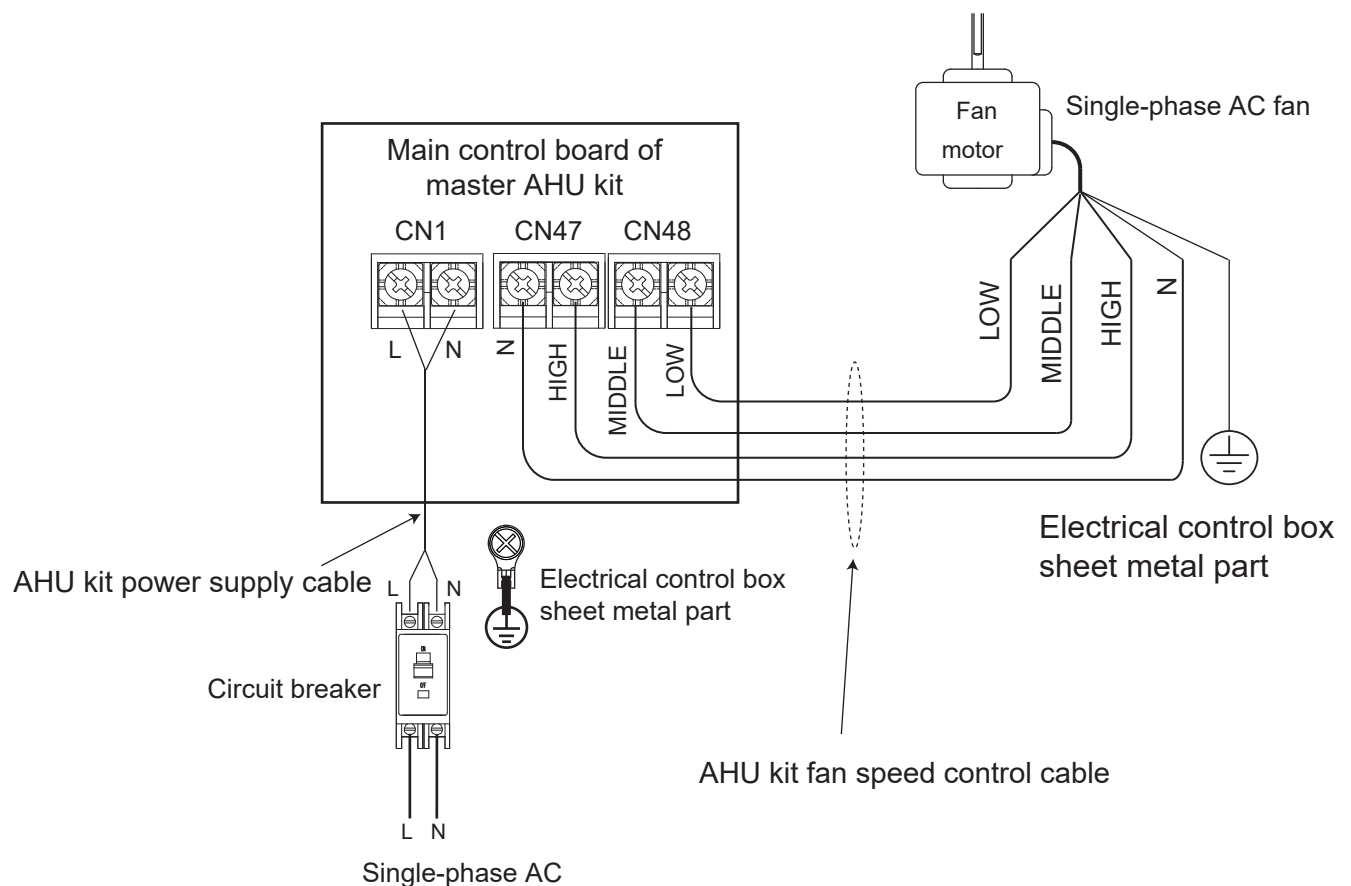 Fan
motor
Single-phase AC fan
Main control board of
master AHU kit
CN1
CN47
CN48
L
N
N
HIGH
MIDDLE
LOW
LOW
MIDDLE
HIGH
N
Electrical control box
sheet metal part
AHU kit power supply cable
L
N
Electrical control box
sheet metal part
ON
OFF
Circuit breaker
AHU kit fan speed control cable
L
N
Single-phase AC